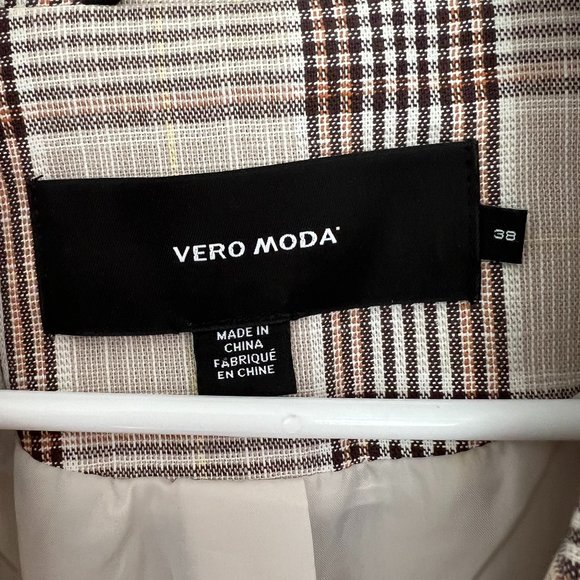 VERO MODA
38
MADE IN
CHINA
FABRIQUÉ
EN CHINE